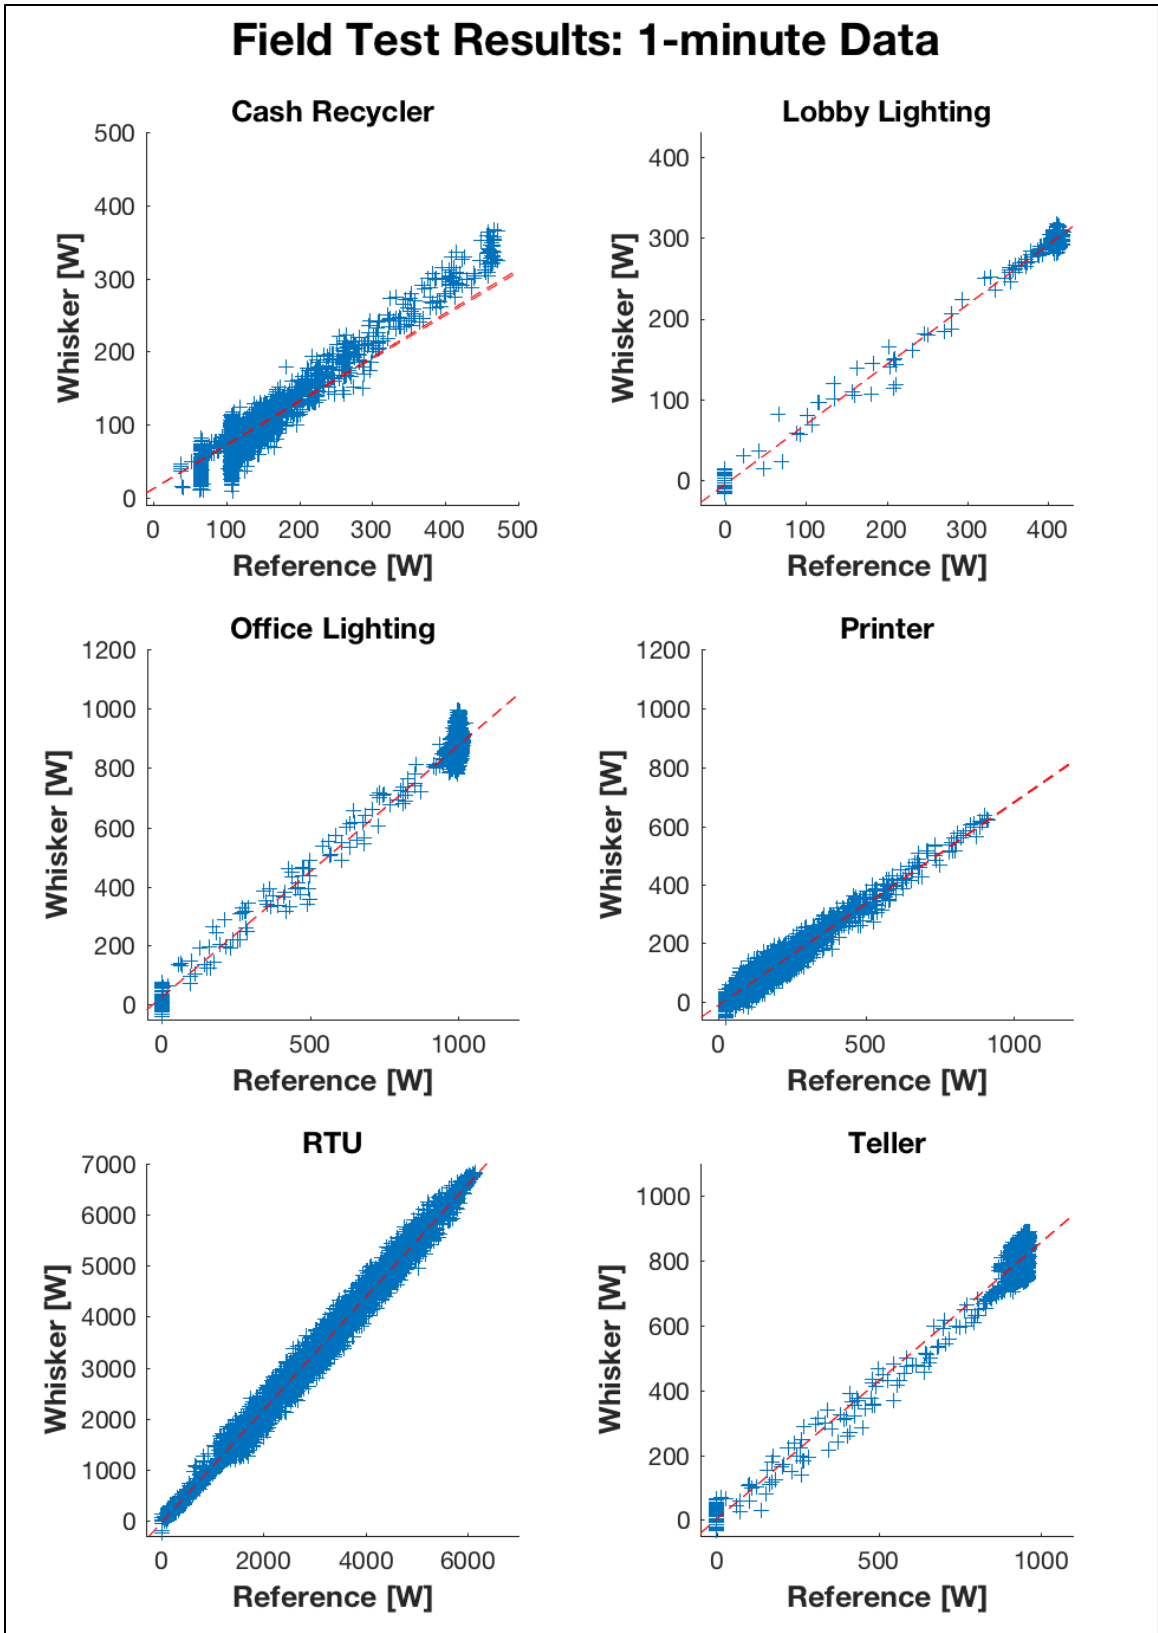 Field Test Results: 1-minute Data
Cash Recycler
500
400
300
200
100
0
Whisker [W]
0 100 200 300 400 500
Reference [W]
Lobby Lighting
400
300
200
100
0
Whisker [W]
0 100 200 300 400
Reference [W]
Office Lighting
1200
1000
800
600
400
200
0
Whisker [W]
0 500 1000
Reference [W]
Printer
1200
1000
800
600
400
200
0
Whisker [W]
0 500 1000
Reference [W]
RTU
7000
6000
5000
4000
3000
2000
1000
0
Whisker [W]
0 2000 4000 6000
Reference [W]
Teller
1000
800
600
400
200
0
Whisker [W]
0 500 1000
Reference [W]